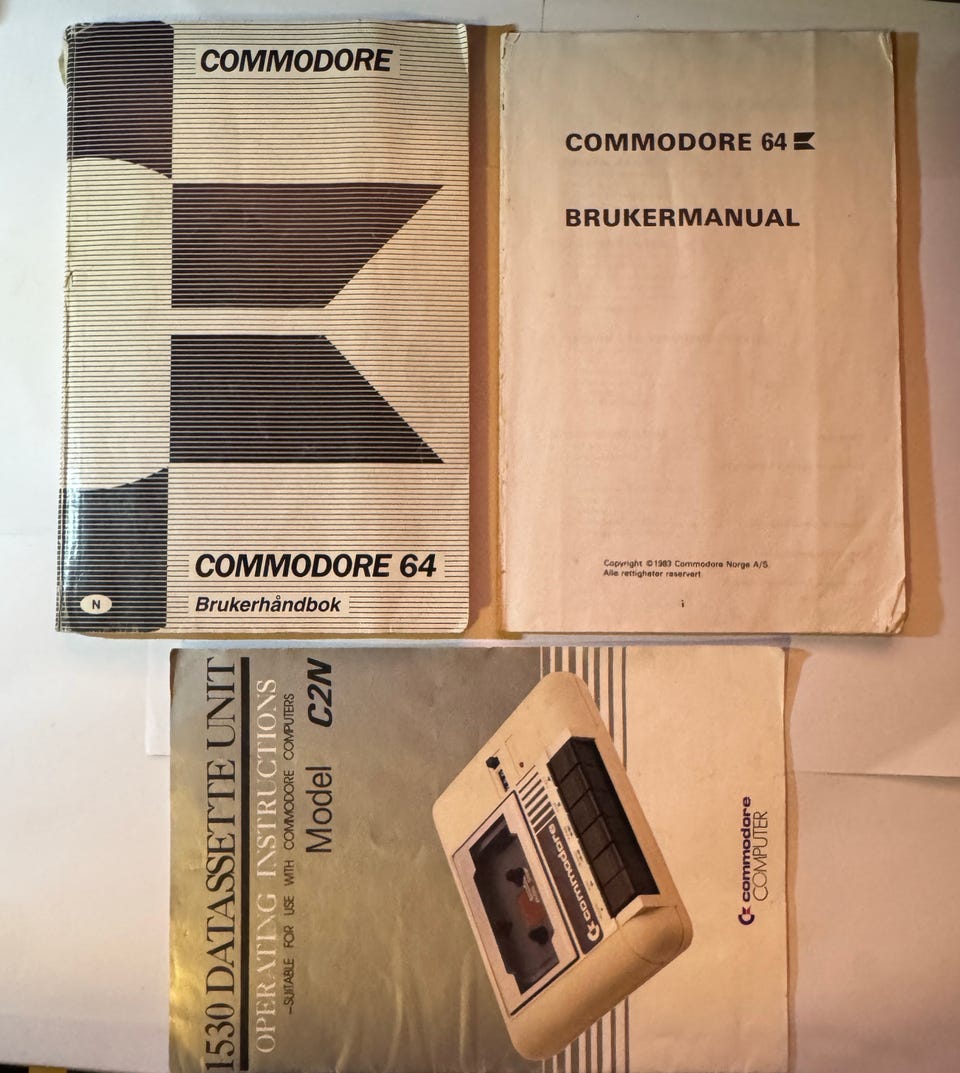 COMMODORE
COMMODORE 64
Brukerhåndbok
N
COMMODORE 64
BRUKERMANUAL
Copyright ©1983 Commodore Norge A/S
Alle rettigheter reservert
i
1530 DATASSETTE UNIT
OPERATING INSTRUCTIONS
–SUITABLE FOR USE WITH COMMODORE COMPUTERS
Model C2N
commodore
commodore
COMPUTER